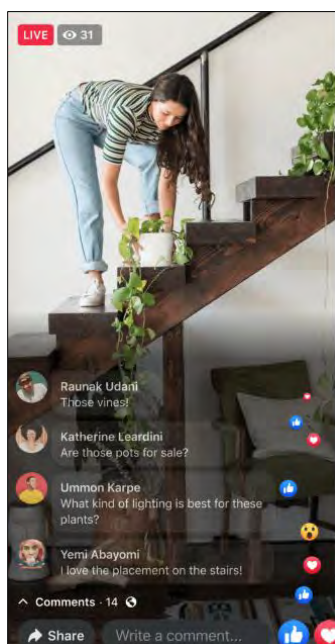 LIVE 31
Raunak Udani
Those vines!
Katherine Leardini
Are those pots for sale?
Ummon Karpe
What kind of lighting is best for these
plants?
Yemi Abayomi
I love the placement on the stairs!
Comments · 14
Share Write a comment...